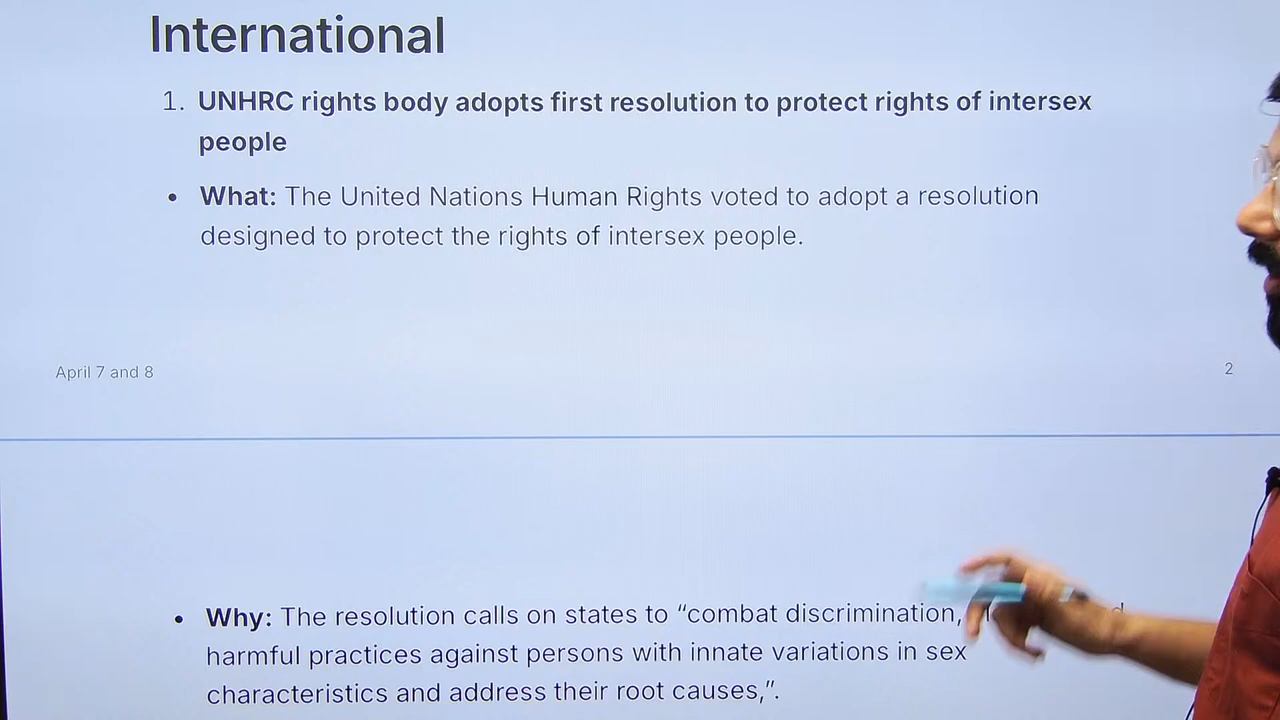 International
1. UNHRC rights body adopts first resolution to protect rights of intersex
people
• What: The United Nations Human Rights voted to adopt a resolution
designed to protect the rights of intersex people.
April 7 and 8
2
• Why: The resolution calls on states to “combat discrimination,
harmful practices against persons with innate variations in sex
characteristics and address their root causes,”.